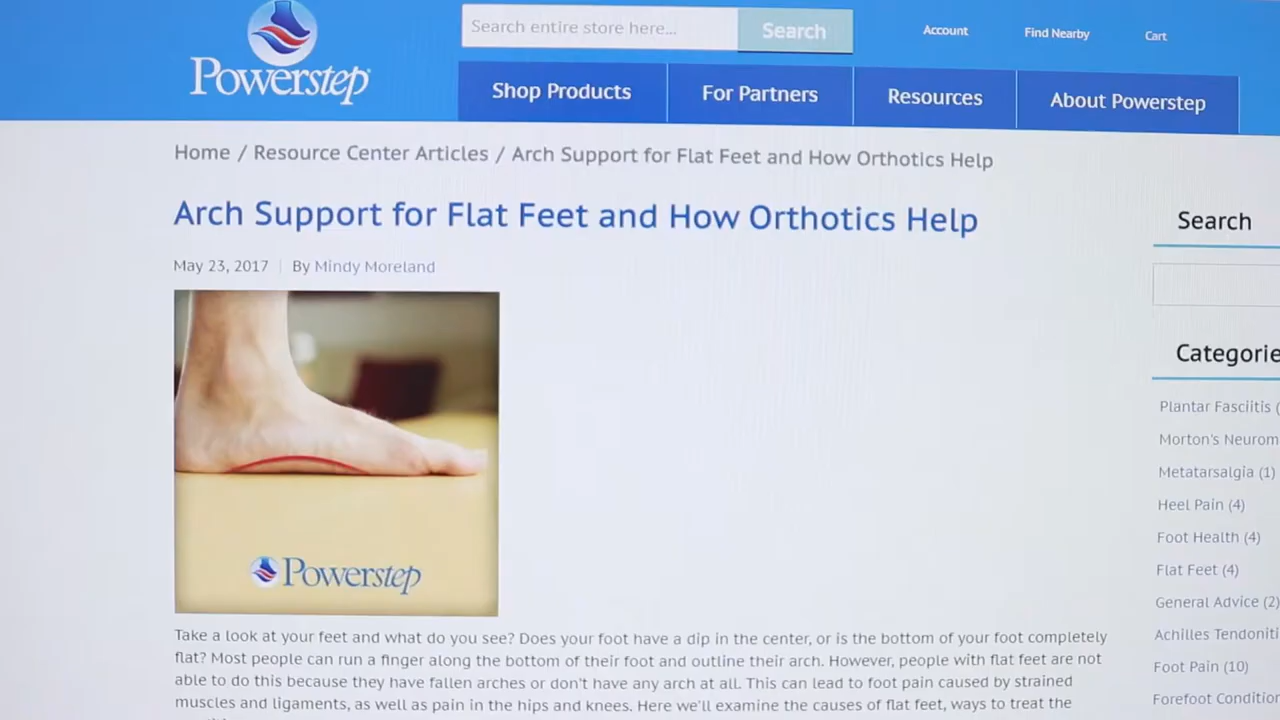 Powerstep
Search entire store here...
Search
Account
Find Nearby
Cart
Shop Products
For Partners
Resources
About Powerstep
Home / Resource Center Articles / Arch Support for Flat Feet and How Orthotics Help
Arch Support for Flat Feet and How Orthotics Help
May 23, 2017 | By Mindy Moreland
Powerstep
Take a look at your feet and what do you see? Does your foot have a dip in the center, or is the bottom of your foot completely
flat? Most people can run a finger along the bottom of their foot and outline their arch. However, people with flat feet are not
able to do this because they have fallen arches or don't have any arch at all. This can lead to foot pain caused by strained
muscles and ligaments, as well as pain in the hips and knees. Here we'll examine the causes of flat feet, ways to treat the
Search
Categorie
Plantar Fasciitis (
Morton's Neurom
Metatarsalgia (1)
Heel Pain (4)
Foot Health (4)
Flat Feet (4)
General Advice (2)
Achilles Tendoniti
Foot Pain (10)
Forefoot Conditio